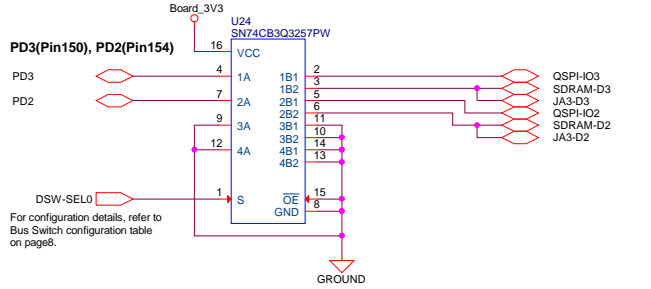 Board_3V3
U24
SN74CB3Q3257PW
PD3(Pin150), PD2(Pin154)
16 VCC
PD3 4 1A 1B1 2 QSPI-IO3
1B2 3 SDRAM-D3
PD2 7 2A 2B1 5 JA3-D3
2B2 6 QSPI-IO2
9 3A 3B1 11 SDRAM-D2
3B2 10 JA3-D2
12 4A 4B1 14
4B2 13
DSW-SEL0 1 S OE 15
GND 8
For configuration details, refer to
Bus Switch configuration table
on page8.
GROUND